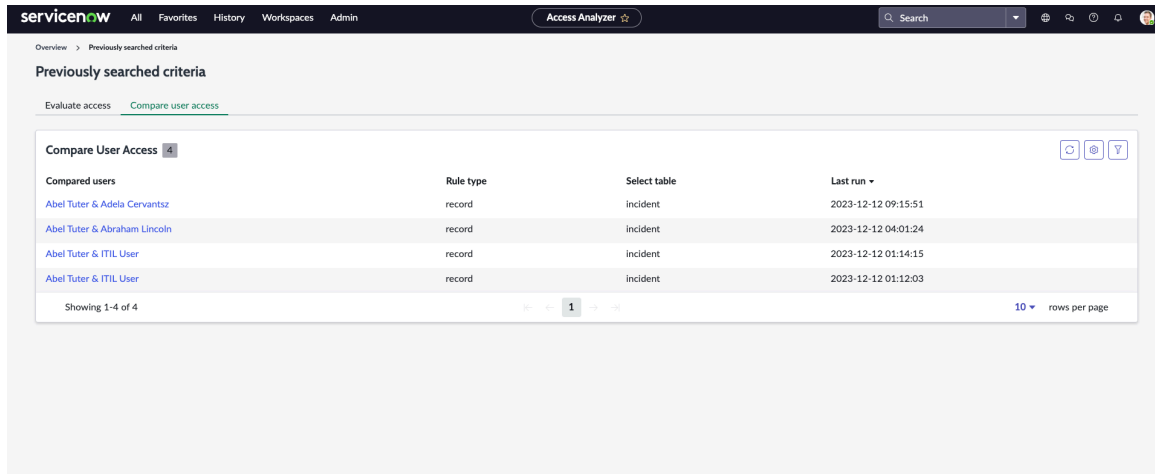 servicenow All Favorites History Workspaces Admin Access Analyzer Search
Overview > Previously searched criteria
Previously searched criteria
Evaluate access Compare user access
Compare User Access 4
Compared users Rule type Select table Last run
Abel Tuter & Adela Cervantsz record incident 2023-12-12 09:15:51
Abel Tuter & Abraham Lincoln record incident 2023-12-12 04:01:24
Abel Tuter & ITIL User record incident 2023-12-12 01:14:15
Abel Tuter & ITIL User record incident 2023-12-12 01:12:03
Showing 1-4 of 4 1 10 rows per page